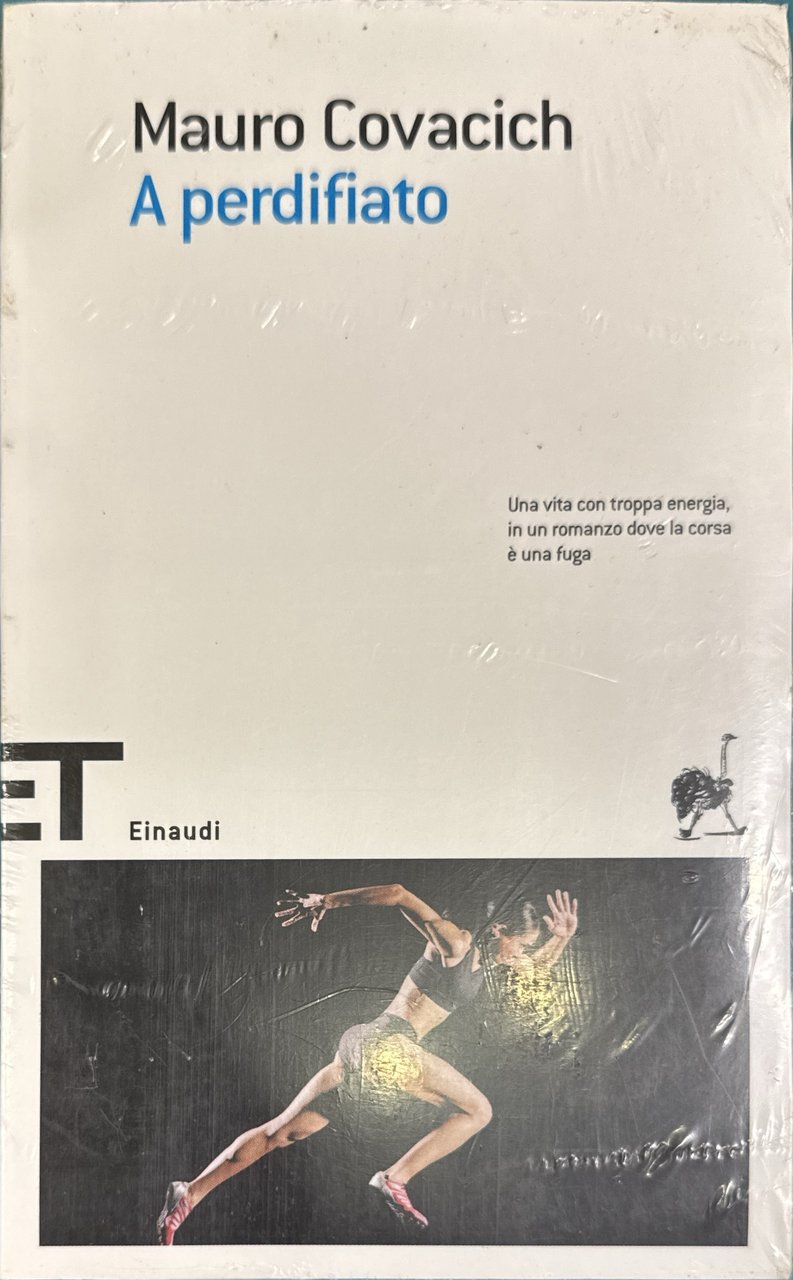 Mauro Covacich
A perdifiato
Una vita con troppa energia,
in un romanzo dove la corsa
è una fuga
ET
Einaudi